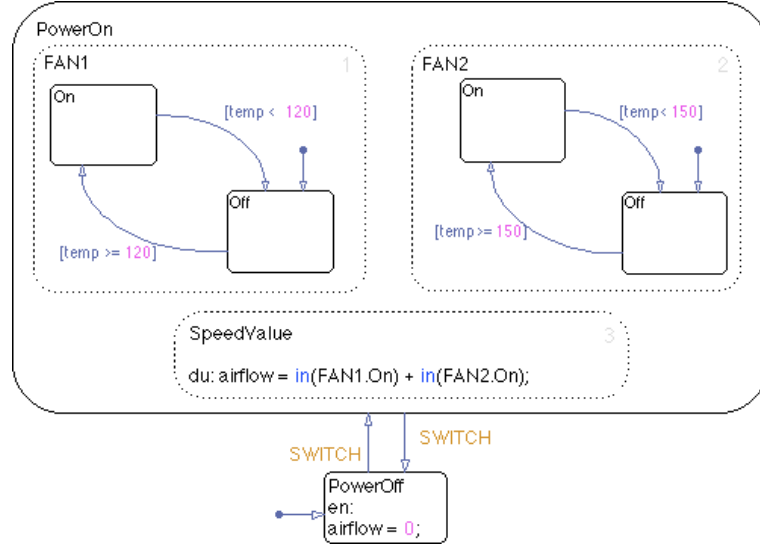 PowerOn
FAN1
1
On
[temp < 120]
Off
[temp >= 120]
FAN2
2
On
[temp< 150]
Off
[temp>= 150]
SpeedValue
3
du: airflow = in(FAN1.On) + in(FAN2.On);
SWITCH
SWITCH
PowerOff
en:
airflow = 0;